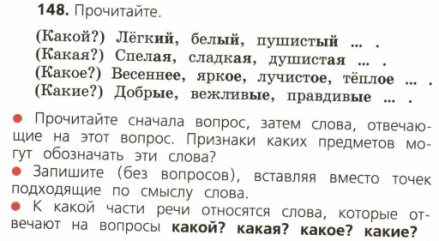 148. Прочитайте.
(Какой?) Лёгкий, белый, пушистый ... .
(Какая?) Спелая, сладкая, душистая ... .
(Какое?) Весеннее, яркое, лучистое, тёплое ... .
(Какие?) Добрые, вежливые, правдивые ... .
● Прочитайте сначала вопрос, затем слова, отвечаю-
щие на этот вопрос. Признаки каких предметов мо-
гут обозначать эти слова?
● Запишите (без вопросов), вставляя вместо точек
подходящие по смыслу слова.
● К какой части речи относятся слова, которые от-
вечают на вопросы какой? какая? какое? какие?